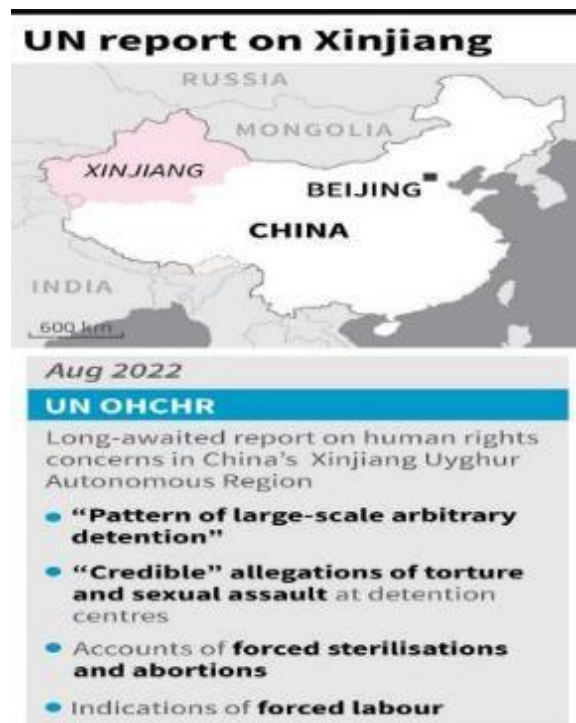 UN report on Xinjiang
RUSSIA
MONGOLIA
XINJIANG
BEIJING
CHINA
INDIA
600 km
Aug 2022
UN OHCHR
Long-awaited report on human rights
concerns in China's Xinjiang Uyghur
Autonomous Region
• “Pattern of large-scale arbitrary
detention”
• “Credible” allegations of torture
and sexual assault at detention
centres
• Accounts of forced sterilisations
and abortions
• Indications of forced labour